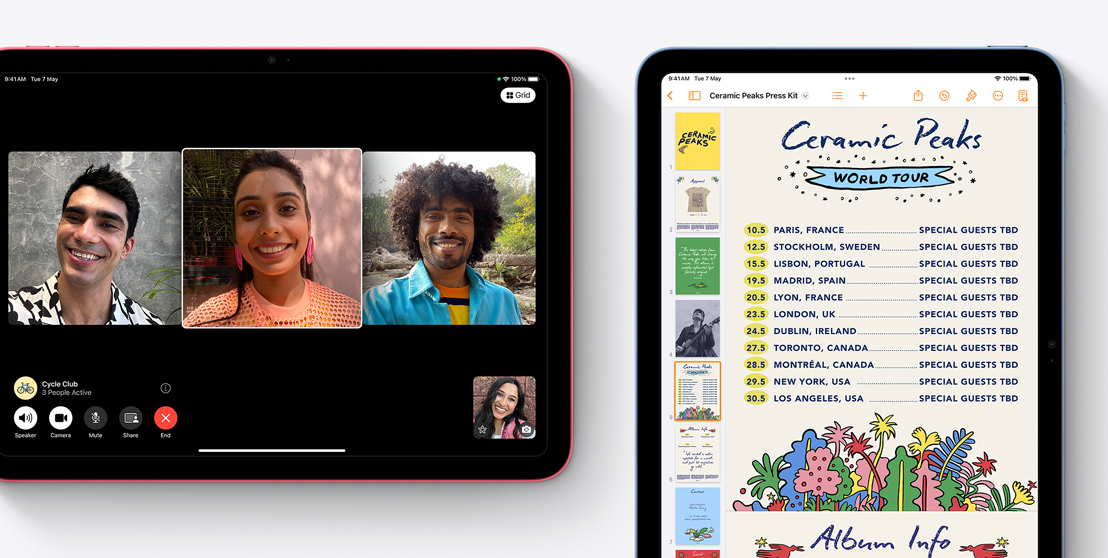 9:41 AM Tue 7 May
100%
Grid
Cycle Club
3 People Active
Speaker
Camera
Mute
Share
End
9:41 AM Tue 7 May
100%
Ceramic Peaks Press Kit
CERAMIC
PEAKS
1
Apparel
2
3
4
Ceramic Peaks
5
Album Info
6
Contact
7
Ceramic Peaks
WORLD TOUR
10.5 PARIS, FRANCE SPECIAL GUESTS TBD
12.5 STOCKHOLM, SWEDEN SPECIAL GUESTS TBD
15.5 LISBON, PORTUGAL SPECIAL GUESTS TBD
19.5 MADRID, SPAIN SPECIAL GUESTS TBD
20.5 LYON, FRANCE SPECIAL GUESTS TBD
23.5 LONDON, UK SPECIAL GUESTS TBD
24.5 DUBLIN, IRELAND SPECIAL GUESTS TBD
27.5 TORONTO, CANADA SPECIAL GUESTS TBD
28.5 MONTRÉAL, CANADA SPECIAL GUESTS TBD
29.5 NEW YORK, USA SPECIAL GUESTS TBD
30.5 LOS ANGELES, USA SPECIAL GUESTS TBD
Album Info